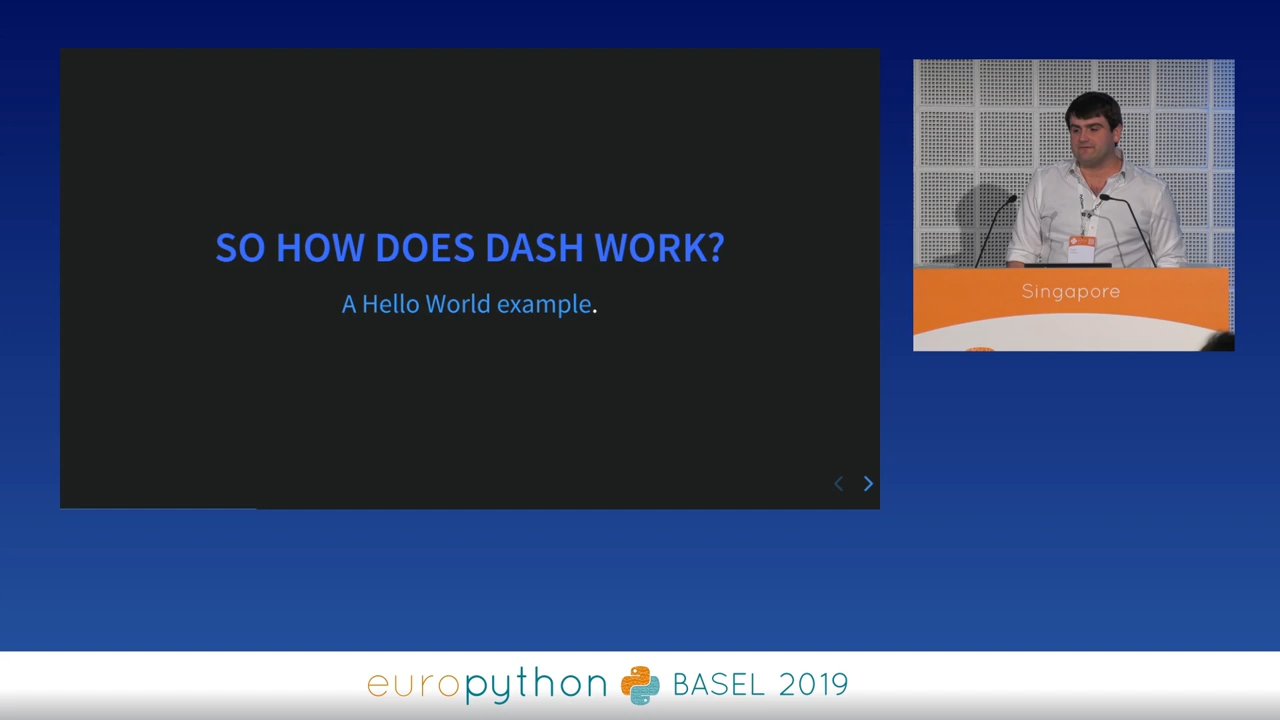 SO HOW DOES DASH WORK?
A Hello World example.
Singapore
europython BASEL 2019